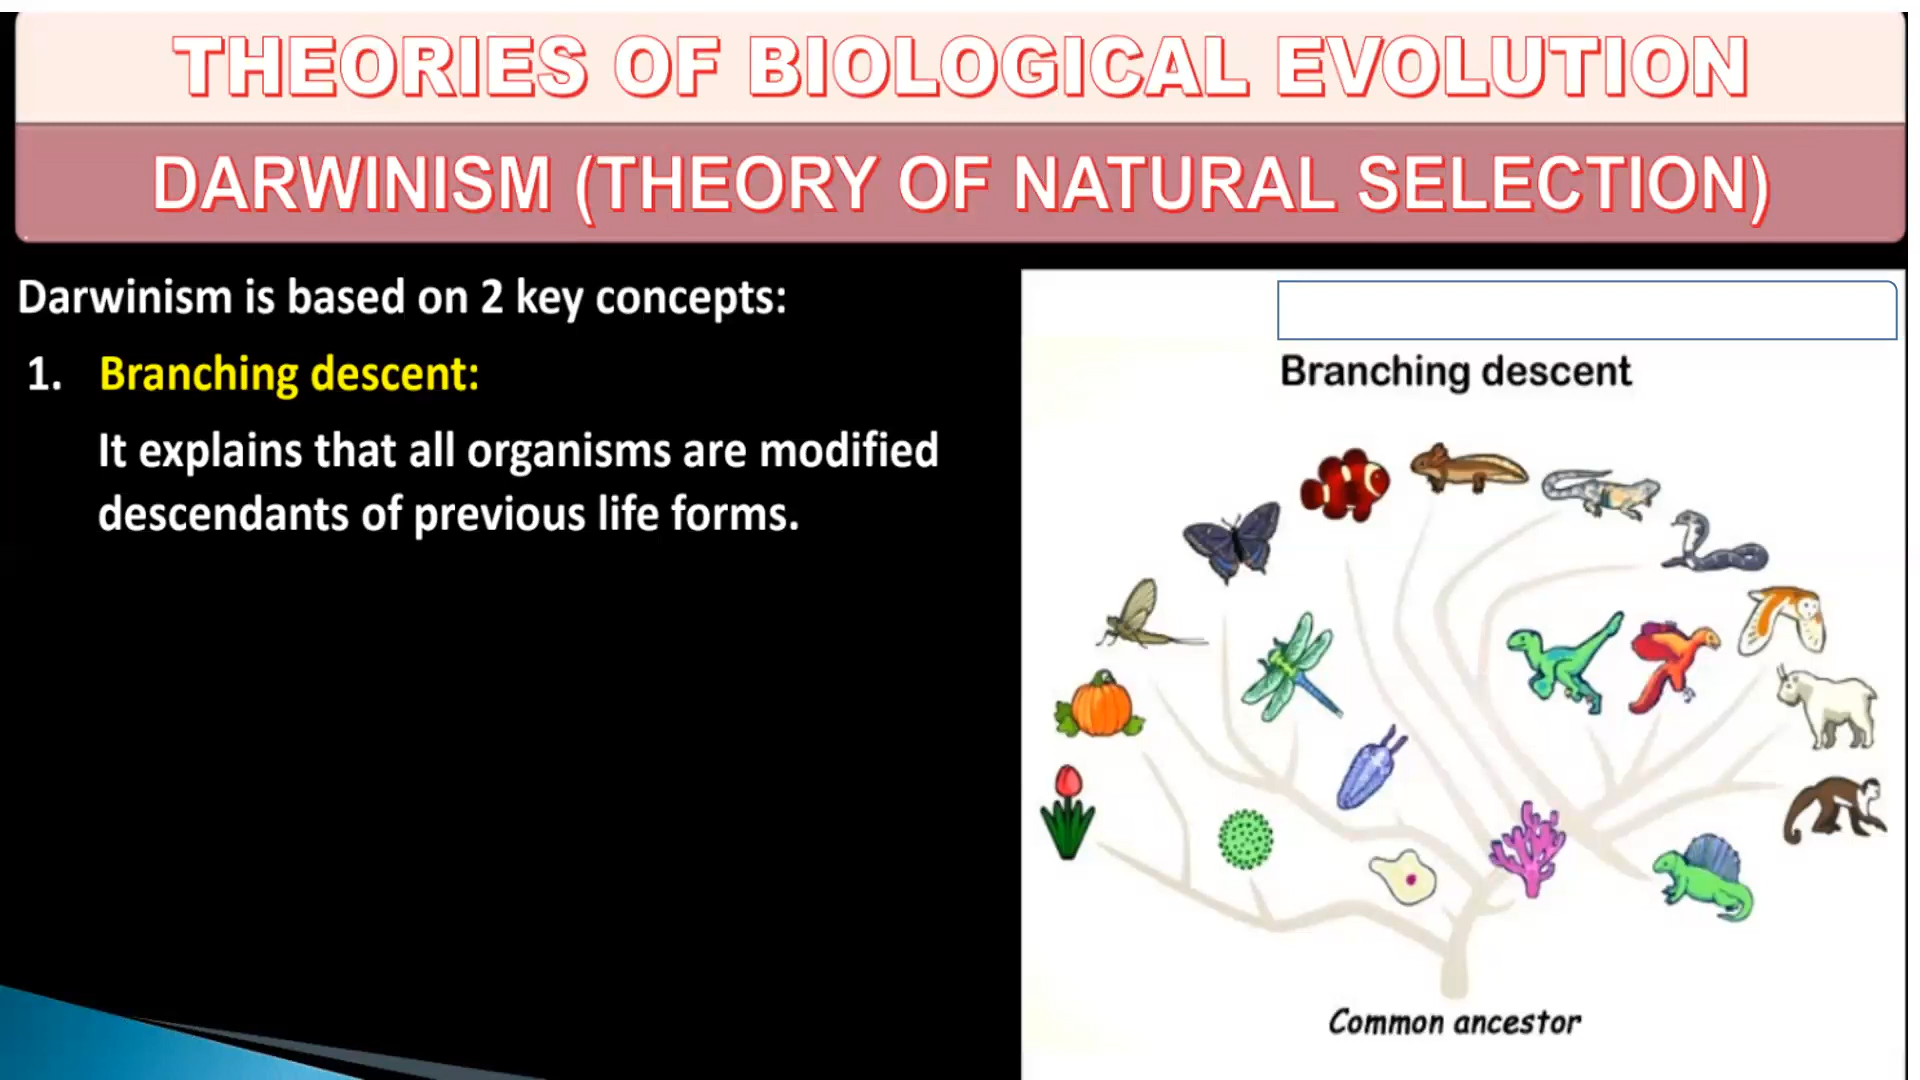 THEORIES OF BIOLOGICAL EVOLUTION
DARWINISM (THEORY OF NATURAL SELECTION)
Darwinism is based on 2 key concepts:
1. Branching descent:
It explains that all organisms are modified
descendants of previous life forms.
Branching descent
Common ancestor